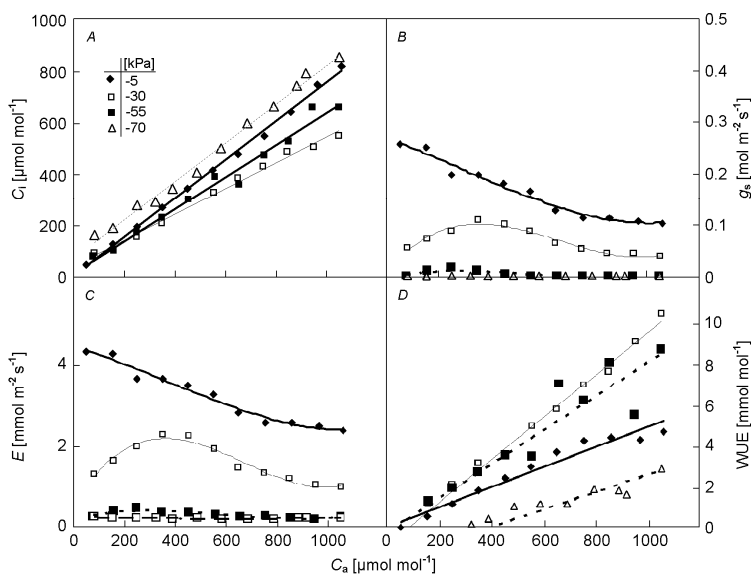 1000
800
600
400
200
0
C_i [µmol mol⁻¹]
A
[kPa]
-5
-30
-55
-70
B
0.5
0.4
0.3
0.2
0.1
0
g_s [mol m⁻² s⁻¹]
C
4
2
0
E [mmol m⁻² s⁻¹]
0 200 400 600 800 1000
D
10
8
6
4
2
0
WUE [mmol mol⁻¹]
0 200 400 600 800 1000
C_a [µmol mol⁻¹]